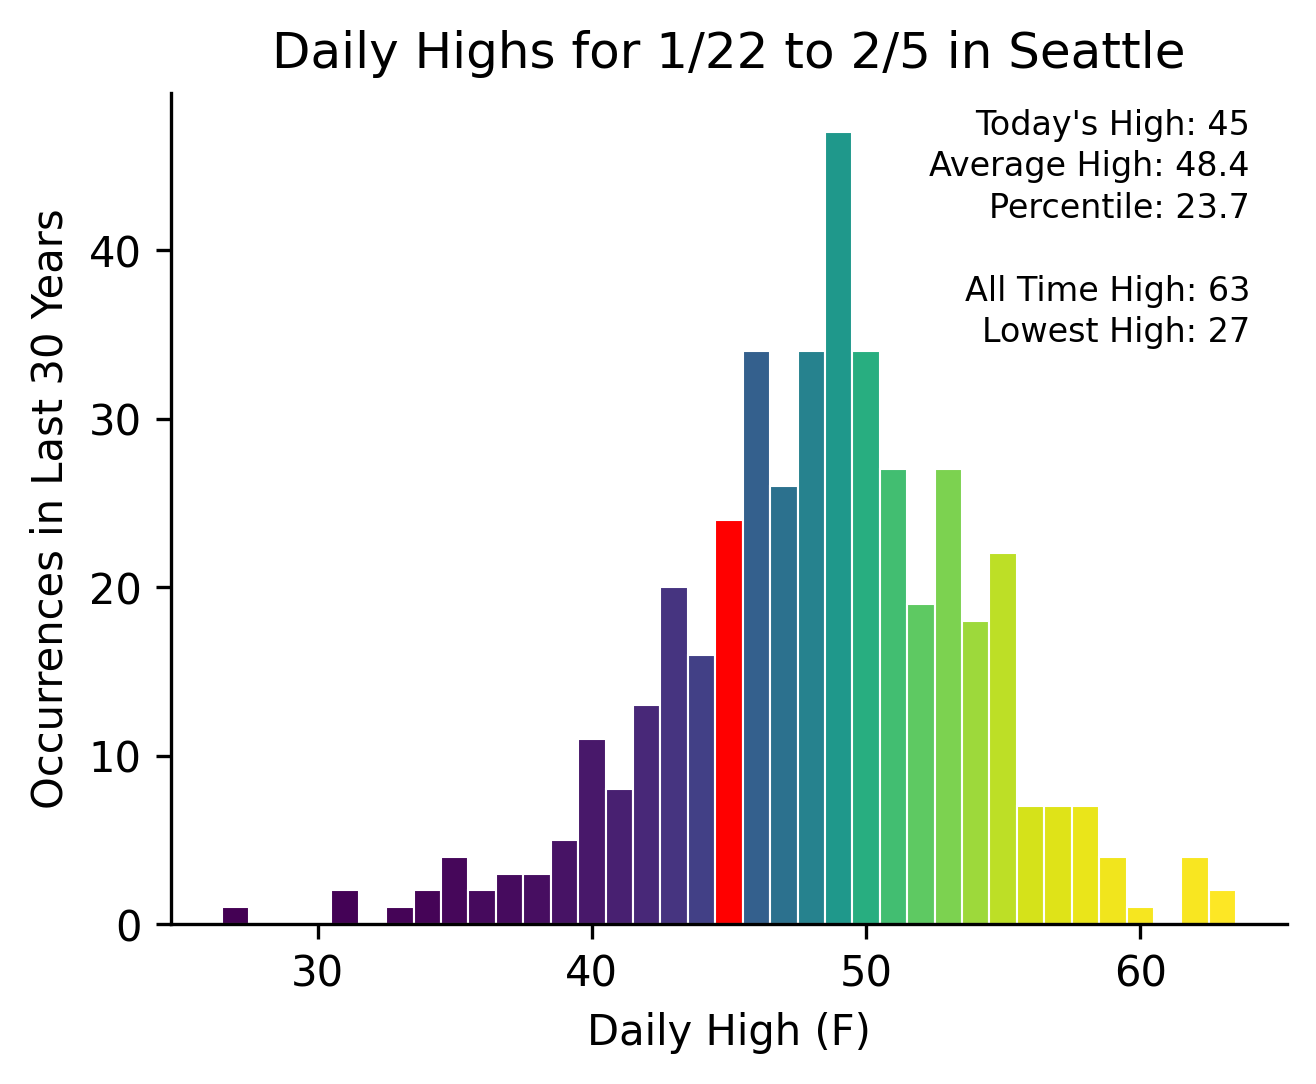 Daily Highs for 1/22 to 2/5 in Seattle
Today's High: 45
Average High: 48.4
Percentile: 23.7
All Time High: 63
Lowest High: 27
Occurrences in Last 30 Years
40
30
20
10
0
30 40 50 60
Daily High (F)